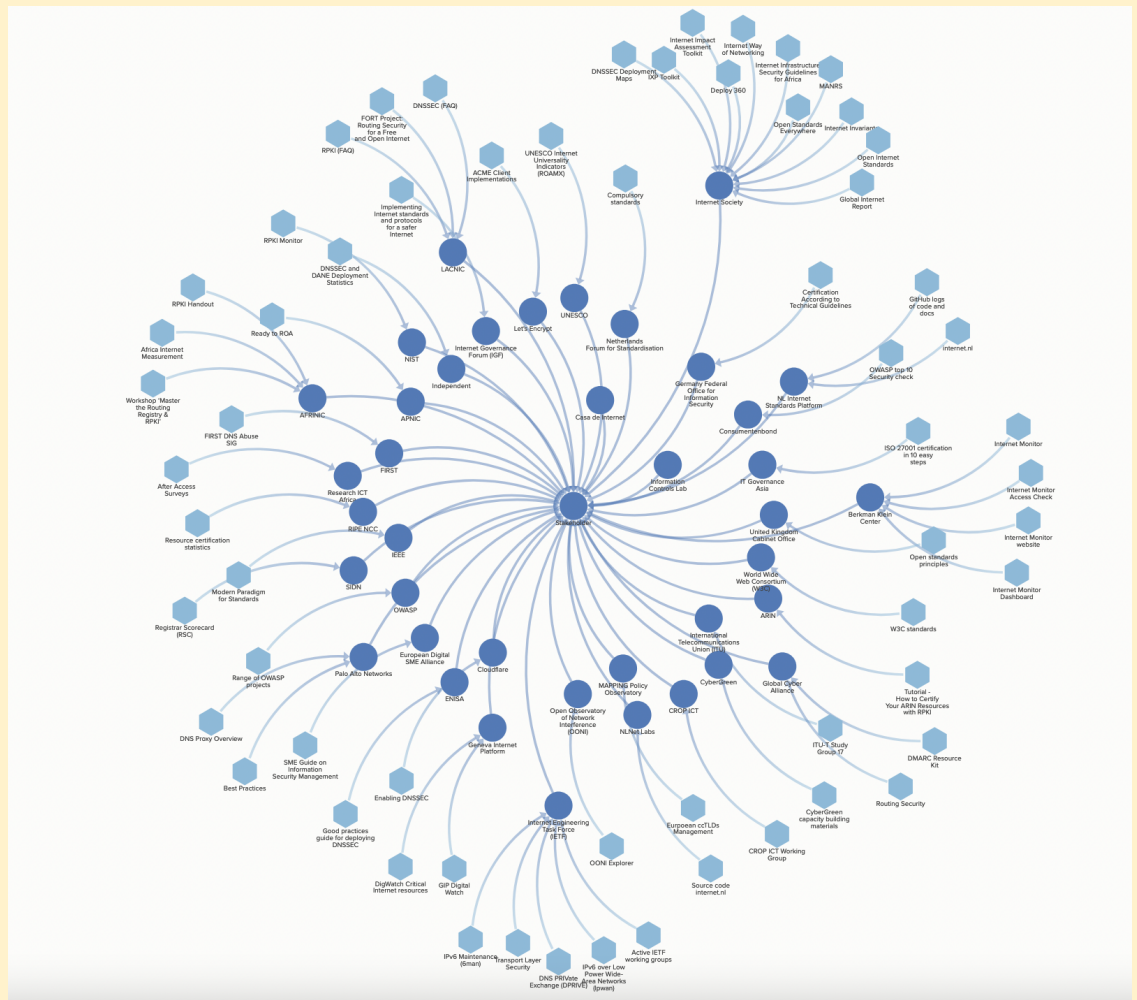 Internet Impact
Assessment
Toolkit
Internet Way
of Networking
Internet Infrastructure
Security Guidelines
for Africa
DNSSEC Deployment
Maps
IXP Toolkit
Deploy 360
MANRS
Open Standards
Everywhere
Internet Invariants
Open Internet
Standards
Global Internet
Report
Internet Society
DNSSEC (FAQ)
FORT Project:
Routing Security
for a Free
and Open Internet
RPKI (FAQ)
ACME Client
Implementations
UNESCO Internet
Universality
Indicators
(ROAMX)
Compulsory
standards
Implementing
Internet standards
and protocols
for a safer
Internet
RPKI Monitor
DNSSEC and
DANE Deployment
Statistics
LACNIC
RPKI Handout
Ready to ROA
Africa Internet
Measurement
Workshop 'Master
the Routing
Registry &
RPKI'
NIST
Internet Governance
Forum (IGF)
Let's Encrypt
UNESCO
Netherlands
Forum for Standardisation
Certification
According to
Technical Guidelines
GitHub logs
of code and
docs
internet.nl
OWASP top 10
Security check
Independent
AFRINIC
APNIC
Casa de Internet
Germany Federal
Office for
Information
Security
NL Internet
Standards Platform
Consumentenbond
FIRST DNS Abuse
SIG
FIRST
After Access
Surveys
Research ICT
Africa
Information
Controls Lab
IT Governance
Asia
ISO 27001 certification
in 10 easy
steps
Internet Monitor
Internet Monitor
Access Check
Berkman Klein
Center
Internet Monitor
website
Open standards
principles
Internet Monitor
Dashboard
RIPE NCC
Resource certification
statistics
IEEE
Stakeholder
United Kingdom
Cabinet Office
World Wide
Web Consortium
(W3C)
Modern Paradigm
for Standards
SIDN
Registrar Scorecard
(RSC)
OWASP
ARIN
W3C standards
International
Telecommunications
Union (ITU)
European Digital
SME Alliance
Cloudflare
Palo Alto Networks
Range of OWASP
projects
ENISA
MAPPING Policy
Observatory
CyberGreen
Global Cyber
Alliance
Tutorial -
How to Certify
Your ARIN Resources
with RPKI
DNS Proxy Overview
Open Observatory
of Network
Interference
(OONI)
NLNet Labs
CROP ICT
Geneva Internet
Platform
SME Guide on
Information
Security Management
Best Practices
ITU-T Study
Group 17
DMARC Resource
Kit
Routing Security
Enabling DNSSEC
Good practices
guide for deploying
DNSSEC
Internet Engineering
Task Force
(IETF)
Eurpoean ccTLDs
Management
CyberGreen
capacity building
materials
CROP ICT Working
Group
OONI Explorer
Source code
internet.nl
DigWatch Critical
Internet resources
GIP Digital
Watch
IPv6 Maintenance
(6man)
Transport Layer
Security
DNS PRIVate
Exchange (DPRIVE)
IPv6 over Low
Power Wide-
Area Networks
(lpwan)
Active IETF
working groups